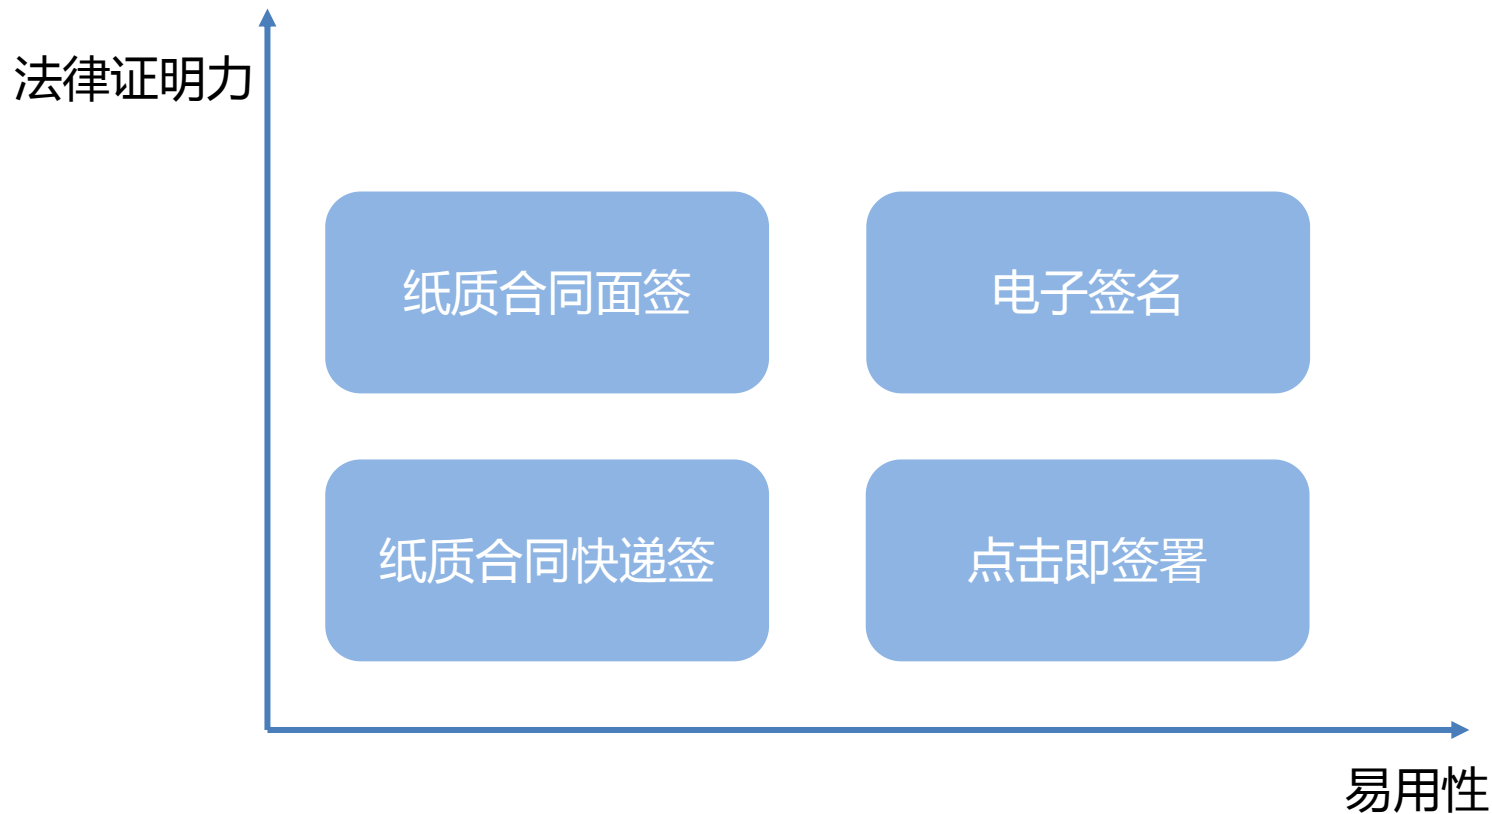 法律证明力
纸质合同面签
电子签名
纸质合同快递签
点击即签署
易用性